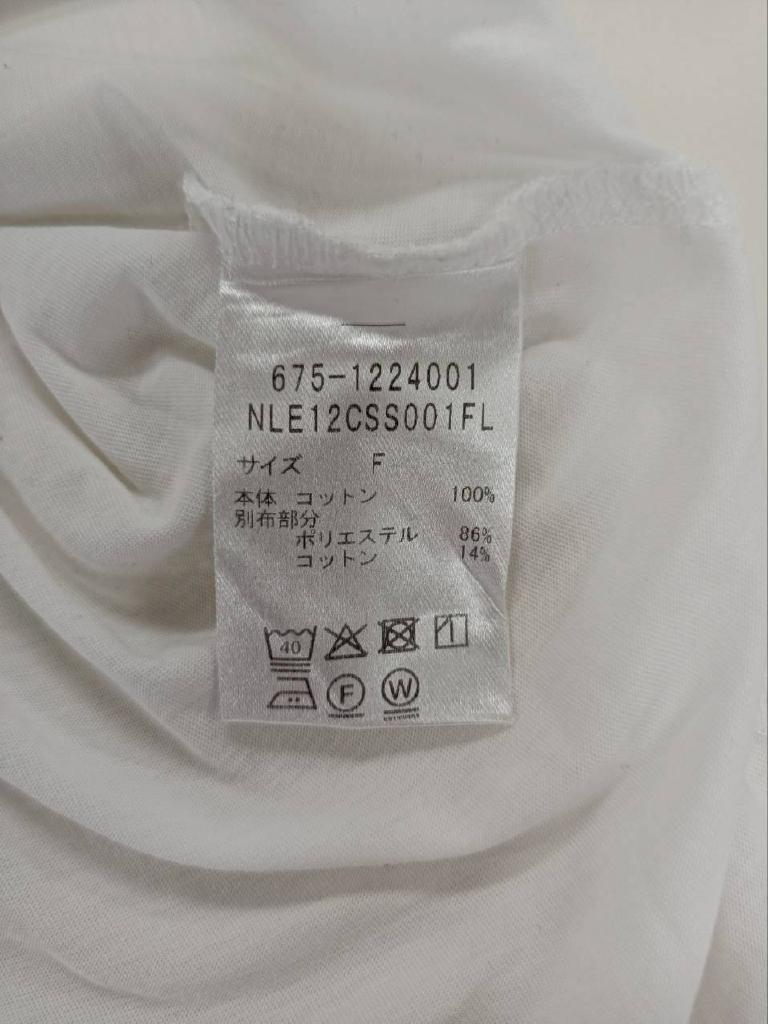 675-1224001
NLE12CSS001FL
サイズ F
本体 コットン 100%
別布部分
ポリエステル 86%
コットン 14%
40
F W